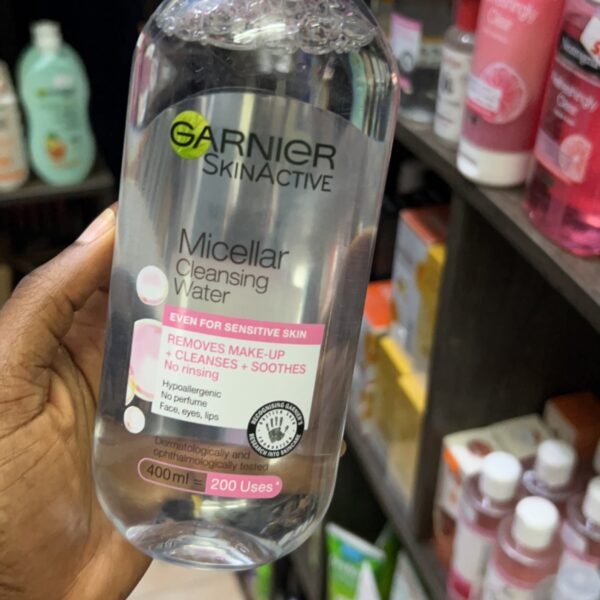 GARNIER
SKINACTIVE
Micellar
Cleansing
Water
EVEN FOR SENSITIVE SKIN
REMOVES MAKE-UP
+ CLEANSES + SOOTHES
No rinsing
Hypoallergenic
No perfume
Face, eyes, lips
Dermatologically and
ophthalmologically tested
400ml = 200 Uses*
Clear